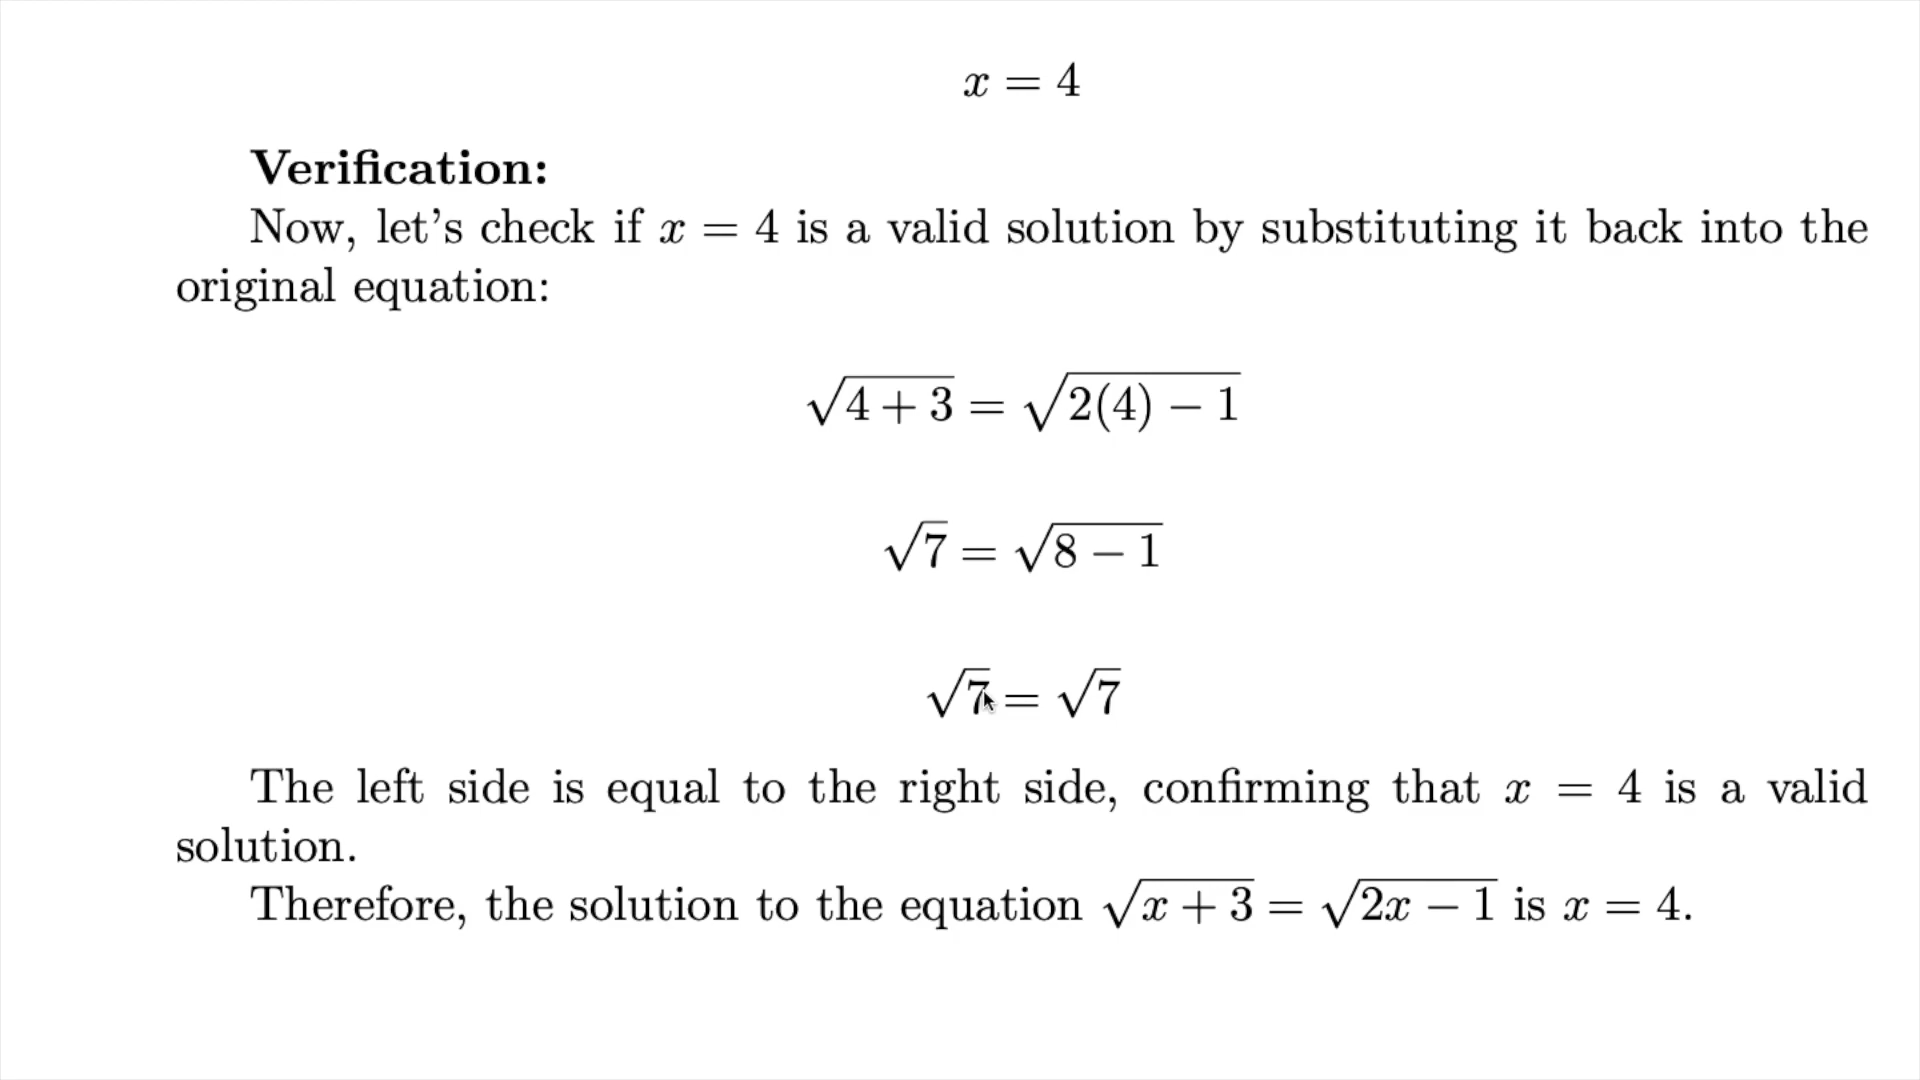 x = 4
Verification:
Now, let’s check if x = 4 is a valid solution by substituting it back into the
original equation:
√(4 + 3) = √(2(4) − 1)
√7 = √(8 − 1)
√7 = √7
The left side is equal to the right side, confirming that x = 4 is a valid
solution.
Therefore, the solution to the equation √(x + 3) = √(2x − 1) is x = 4.